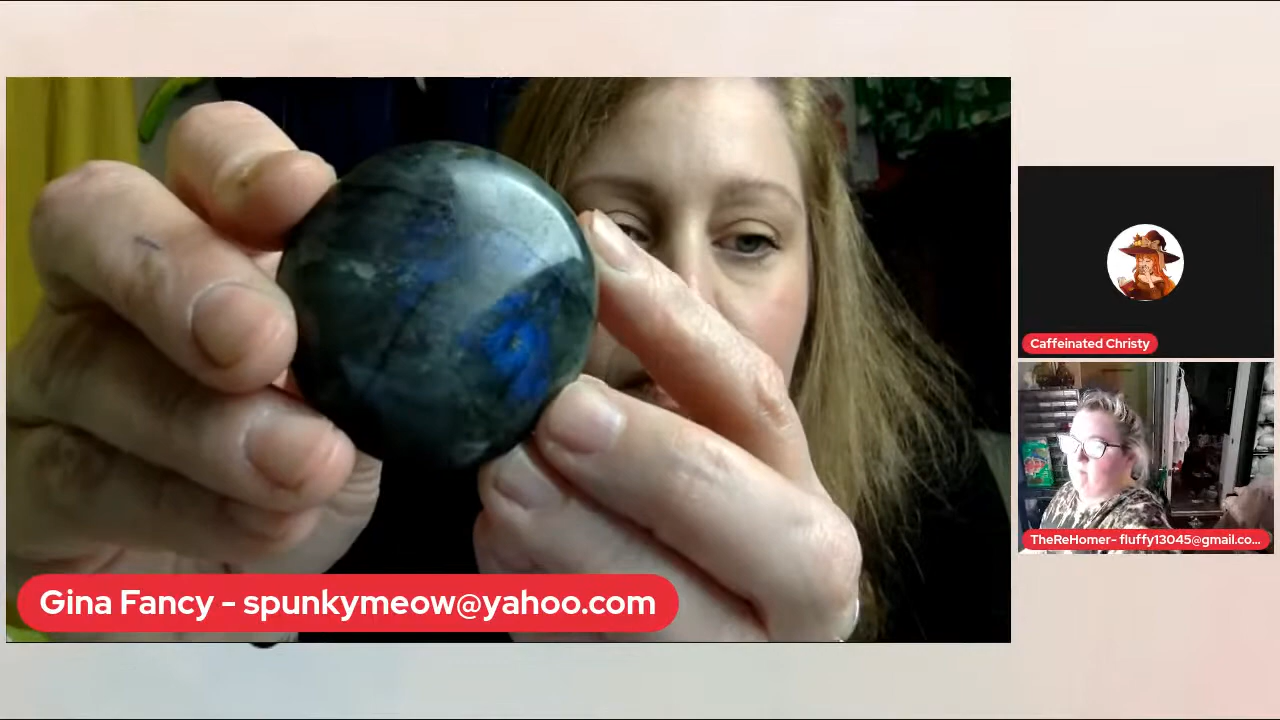 Gina Fancy - spunkymeow@yahoo.com
Caffeinated Christy
TheReHomer- fluffy13045@gmail.co...